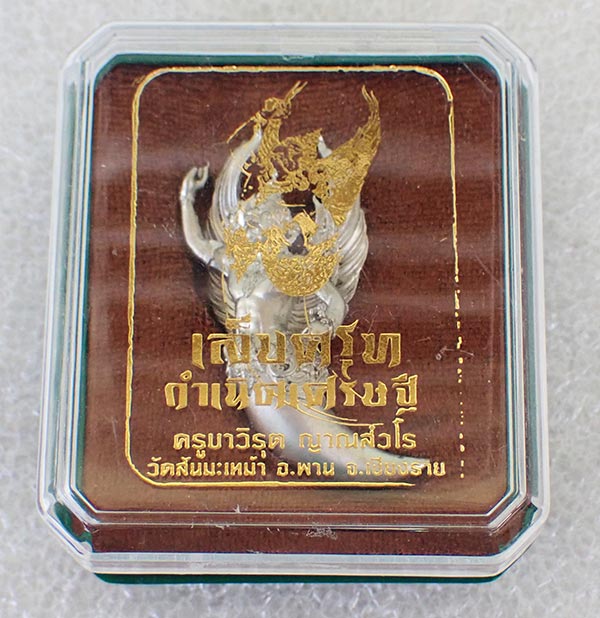 เล็บครุฑ
กำเนิดเศรษฐี
ครูบาวิรุต ญาณสํวโร
วัดสันมะเหม้า อ.พาน จ.เชียงราย